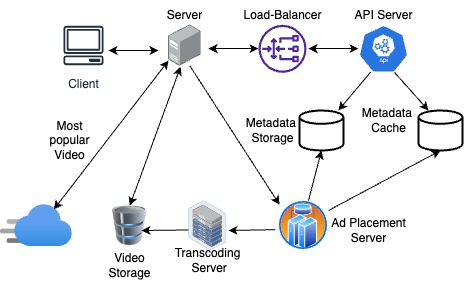 Server
Load-Balancer
API Server
API
Client
Metadata
Storage
Metadata
Cache
Most
popular
Video
Video
Storage
Transcoding
Server
Ad Placement
Server